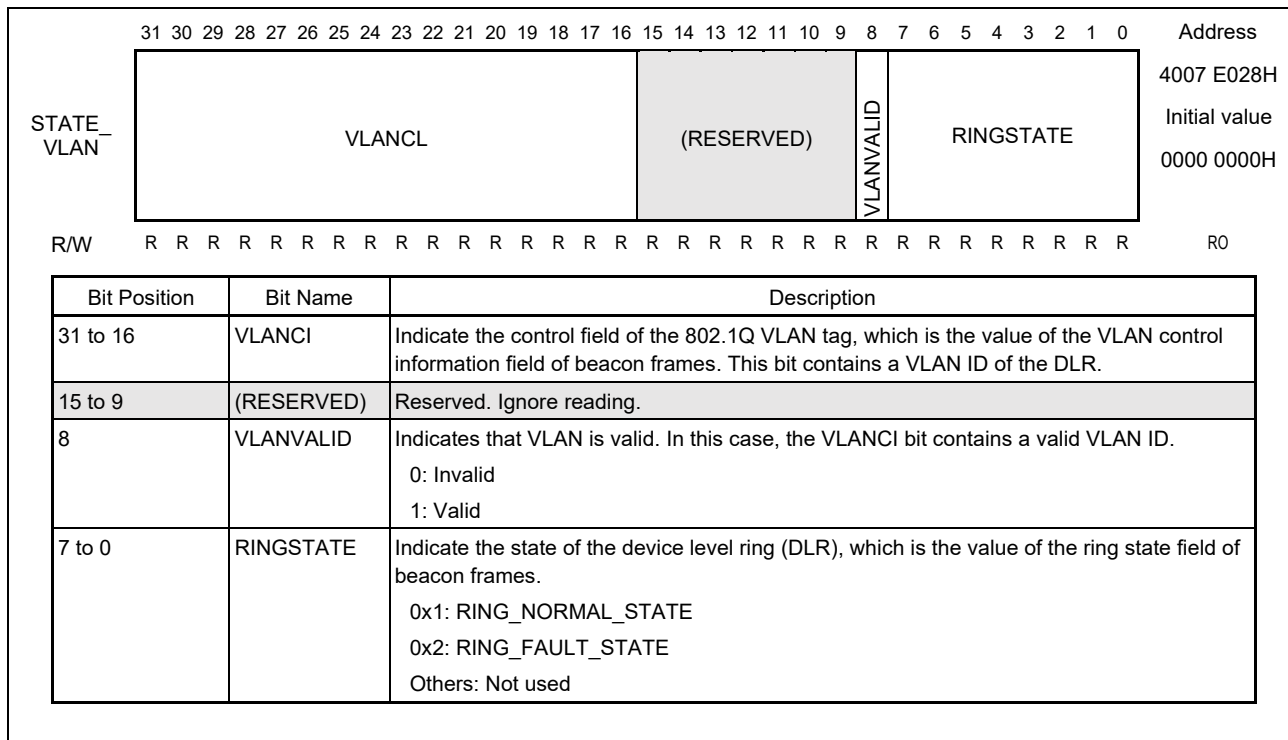 31 30 29 28 27 26 25 24 23 22 21 20 19 18 17 16 15 14 13 12 11 10 9 8 7 6 5 4 3 2 1 0 Address
4007 E028H
STATE_
VLAN
VLANCL
(RESERVED)
VLANVALID
RINGSTATE
Initial value
0000 0000H
R/W R R R R R R R R R R R R R R R R R R R R R R R R R R R R R R R R R0
Bit Position Bit Name Description
31 to 16 VLANCI Indicate the control field of the 802.1Q VLAN tag, which is the value of the VLAN control
information field of beacon frames. This bit contains a VLAN ID of the DLR.
15 to 9 (RESERVED) Reserved. Ignore reading.
8 VLANVALID Indicates that VLAN is valid. In this case, the VLANCI bit contains a valid VLAN ID.
0: Invalid
1: Valid
7 to 0 RINGSTATE Indicate the state of the device level ring (DLR), which is the value of the ring state field of
beacon frames.
0x1: RING_NORMAL_STATE
0x2: RING_FAULT_STATE
Others: Not used